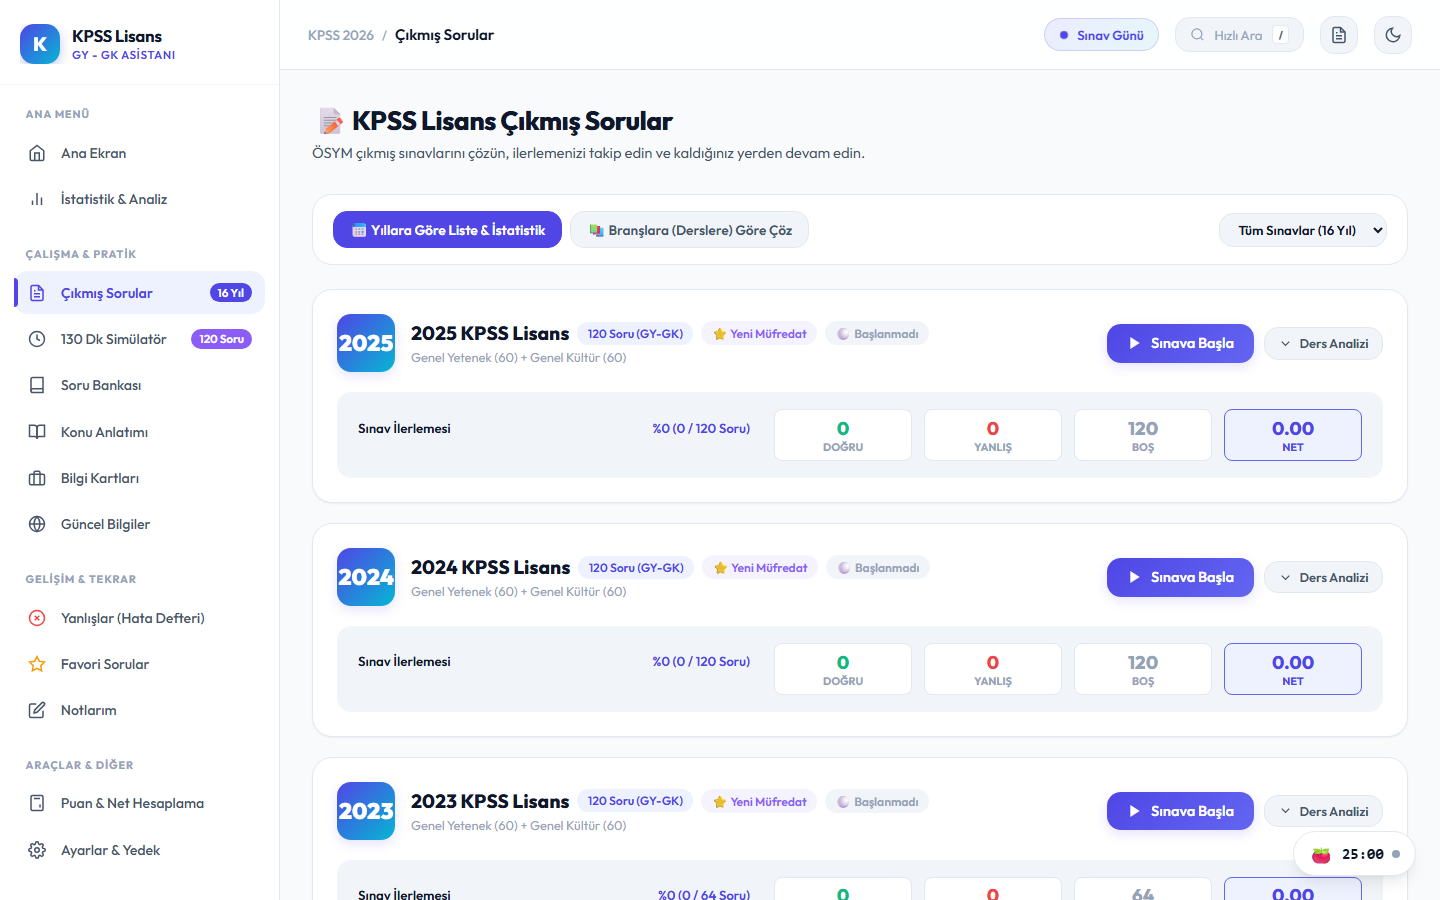 K
KPSS Lisans
GY - GK ASİSTANI
ANA MENÜ
Ana Ekran
İstatistik & Analiz
ÇALIŞMA & PRATİK
Çıkmış Sorular
16 Yıl
130 Dk Simülatör
120 Soru
Soru Bankası
Konu Anlatımı
Bilgi Kartları
Güncel Bilgiler
GELİŞİM & TEKRAR
Yanlışlar (Hata Defteri)
Favori Sorular
Notlarım
ARAÇLAR & DİĞER
Puan & Net Hesaplama
Ayarlar & Yedek
KPSS 2026 / Çıkmış Sorular
Sınav Günü
Hızlı Ara /
KPSS Lisans Çıkmış Sorular
ÖSYM çıkmış sınavlarını çözün, ilerlemenizi takip edin ve kaldığınız yerden devam edin.
Yıllara Göre Liste & İstatistik
Branşlara (Derslere) Göre Çöz
Tüm Sınavlar (16 Yıl)
2025
2025 KPSS Lisans
120 Soru (GY-GK)
Yeni Müfredat
Başlanmadı
Genel Yetenek (60) + Genel Kültür (60)
Sınava Başla
Ders Analizi
Sınav İlerlemesi
%0 (0 / 120 Soru)
0
DOĞRU
0
YANLIŞ
120
BOŞ
0.00
NET
2024
2024 KPSS Lisans
120 Soru (GY-GK)
Yeni Müfredat
Başlanmadı
Genel Yetenek (60) + Genel Kültür (60)
Sınava Başla
Ders Analizi
Sınav İlerlemesi
%0 (0 / 120 Soru)
0
DOĞRU
0
YANLIŞ
120
BOŞ
0.00
NET
2023
2023 KPSS Lisans
120 Soru (GY-GK)
Yeni Müfredat
Başlanmadı
Genel Yetenek (60) + Genel Kültür (60)
Sınava Başla
Ders Analizi
25:00
Sınav İlerlemesi
%0 (0 / 64 Soru)
0
0
64
0.00